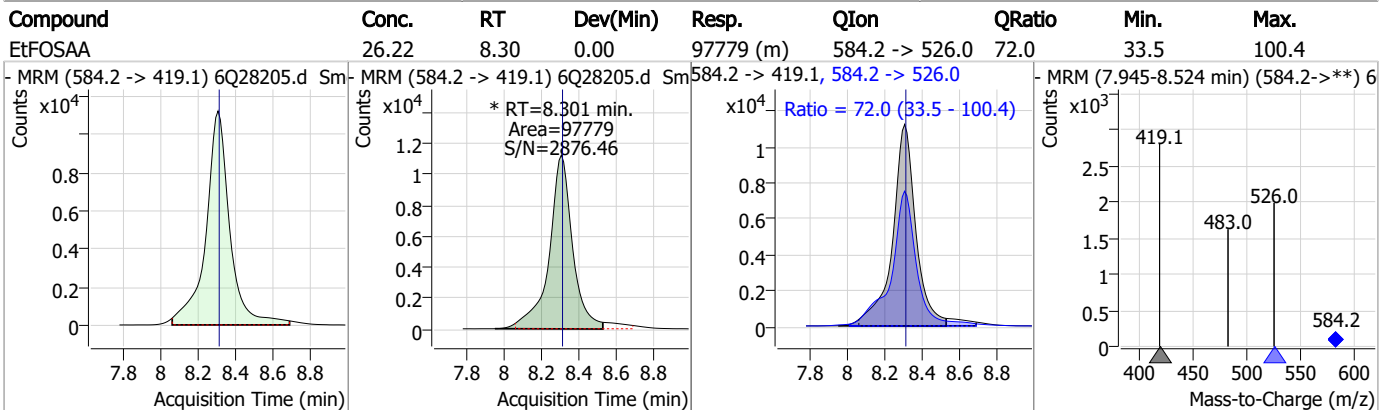 Compound Conc. RT Dev(Min) Resp. QIon QRatio Min. Max.
EtFOSAA 26.22 8.30 0.00 97779 (m) 584.2 -> 526.0 72.0 33.5 100.4
- MRM (584.2 -> 419.1) 6Q28205.d Sm
Counts
x10⁴
0.8
0.6
0.4
0.2
0
7.8 8 8.2 8.4 8.6 8.8
Acquisition Time (min)
- MRM (584.2 -> 419.1) 6Q28205.d Sm
Counts
x10⁴
* RT=8.301 min.
Area=97779
S/N=2876.46
1.2
1
0.8
0.6
0.4
0.2
0
7.8 8 8.2 8.4 8.6 8.8
Acquisition Time (min)
584.2 -> 419.1, 584.2 -> 526.0
Counts
x10⁴
Ratio = 72.0 (33.5 - 100.4)
1
0.8
0.6
0.4
0.2
0
7.8 8 8.2 8.4 8.6 8.8
Acquisition Time (min)
- MRM (7.945-8.524 min) (584.2->**) 6
Counts
x10³
419.1
483.0
526.0
584.2
2.5
2
1.5
1
0.5
0
400 450 500 550 600
Mass-to-Charge (m/z)